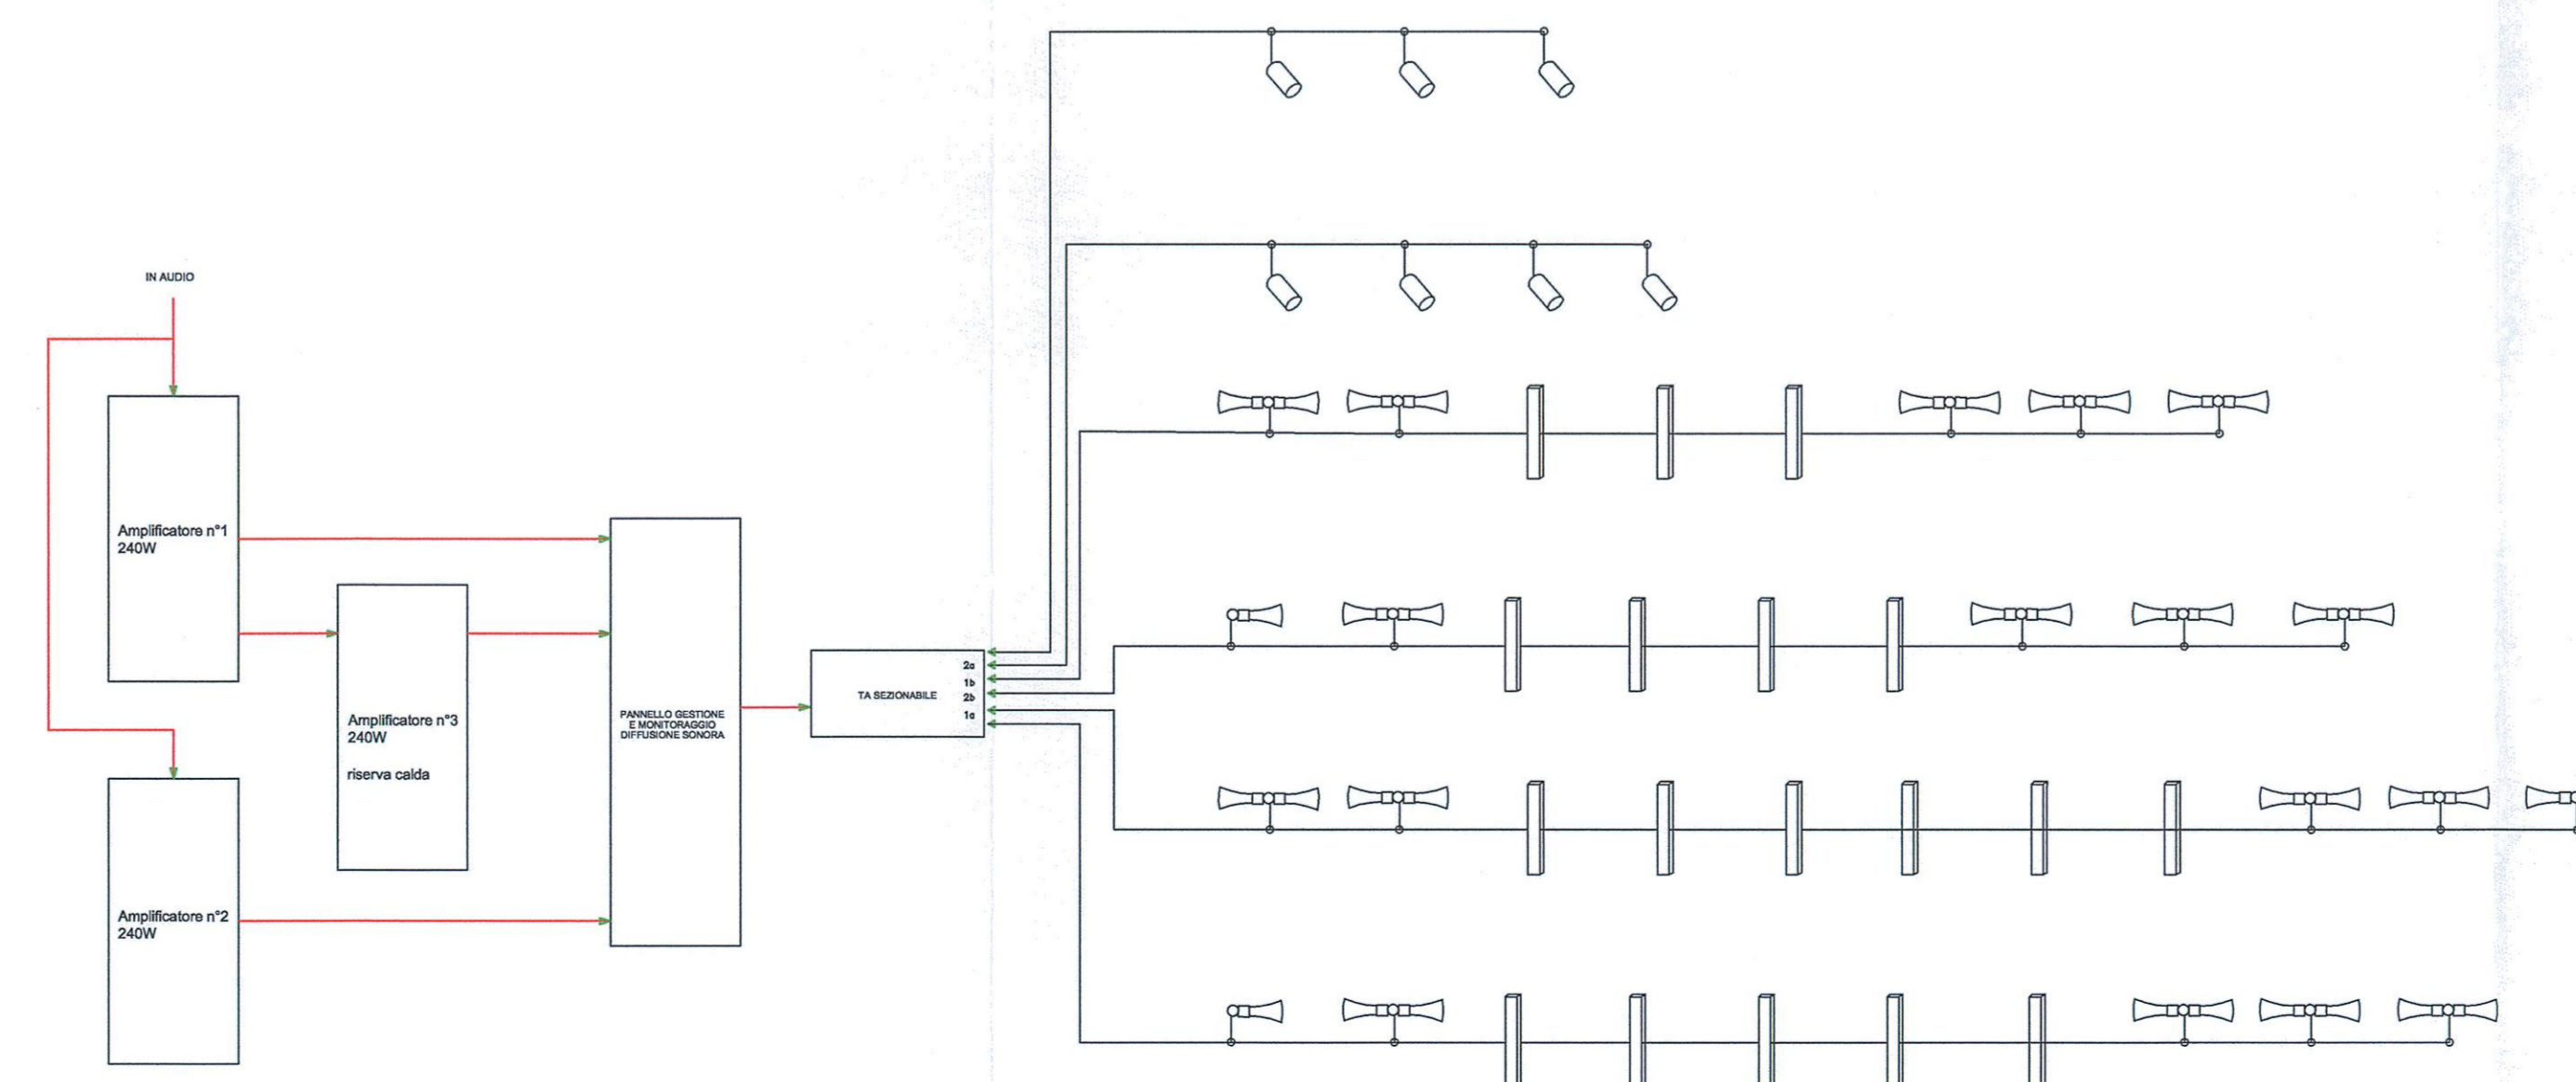 IN AUDIO
Amplificatore n°1
240W
Amplificatore n°3
240W
riserva calda
Amplificatore n°2
240W
PANNELLO GESTIONE
E MONITORAGGIO
DIFFUSIONE SONORA
TA SEZIONABILE
2a
1b
2b
1a